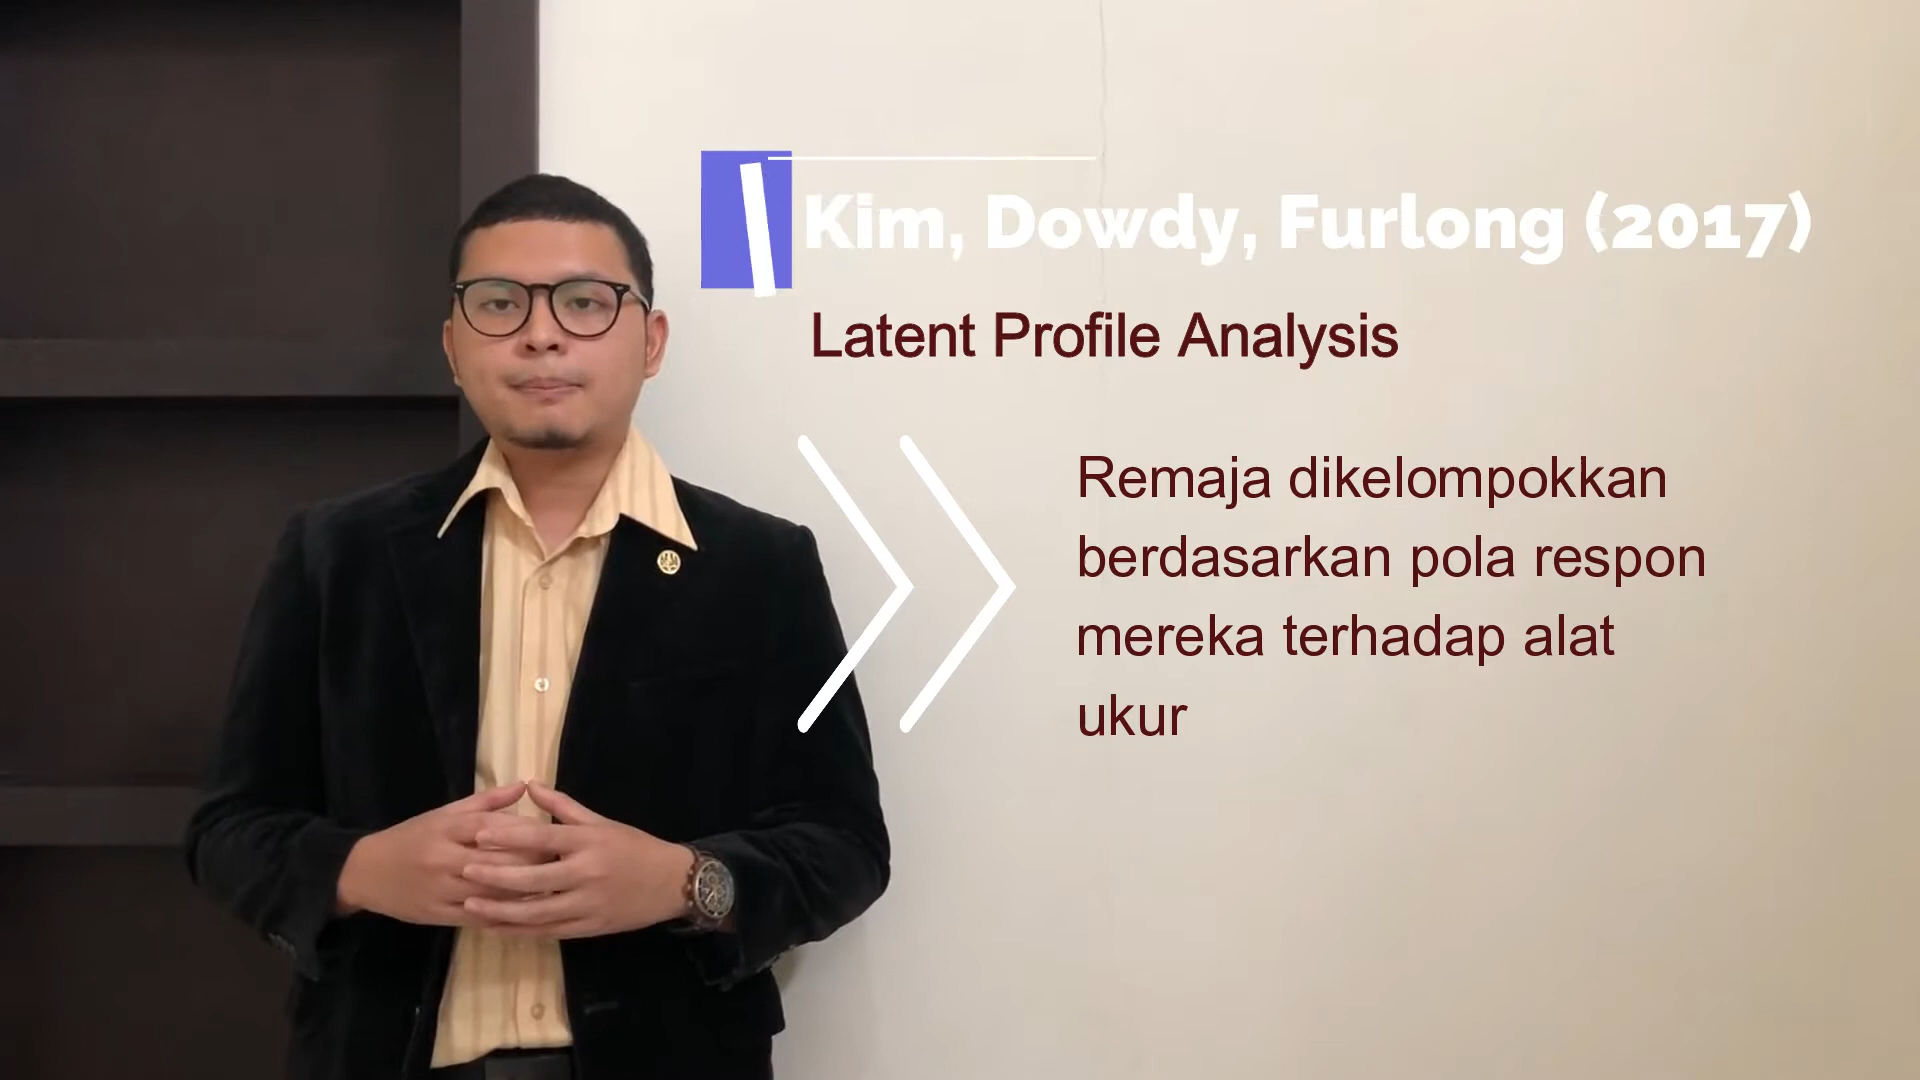 Kim, Dowdy, Furlong (2017)
Latent Profile Analysis
Remaja dikelompokkan
berdasarkan pola respon
mereka terhadap alat
ukur